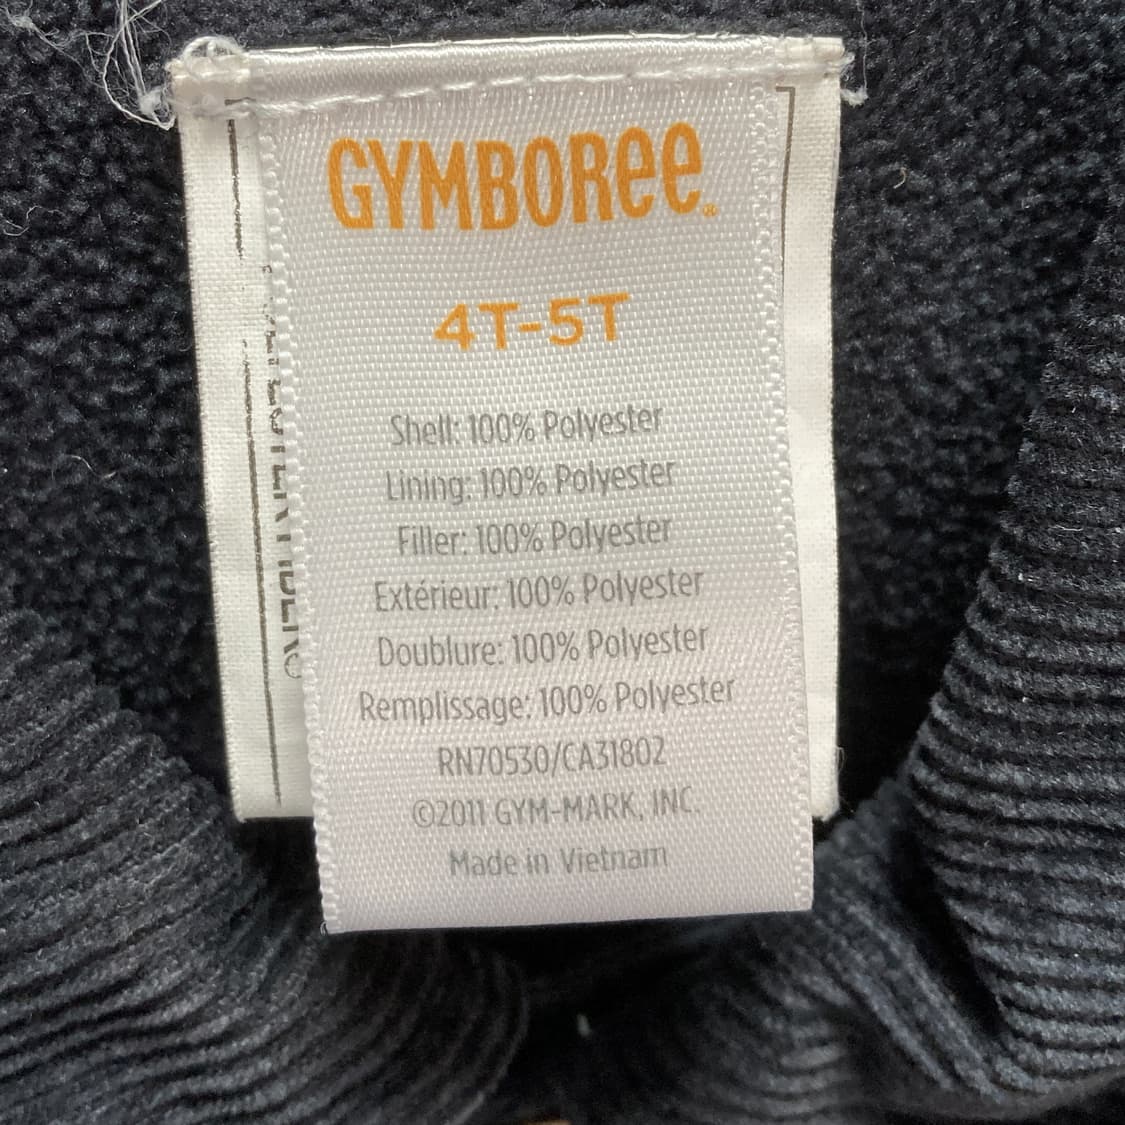 GYMBOREE®
4T-5T
Shell: 100% Polyester
Lining: 100% Polyester
Filler: 100% Polyester
Extérieur: 100% Polyester
Doublure: 100% Polyester
Remplissage: 100% Polyester
RN70530/CA31802
©2011 GYM-MARK, INC.
Made in Vietnam